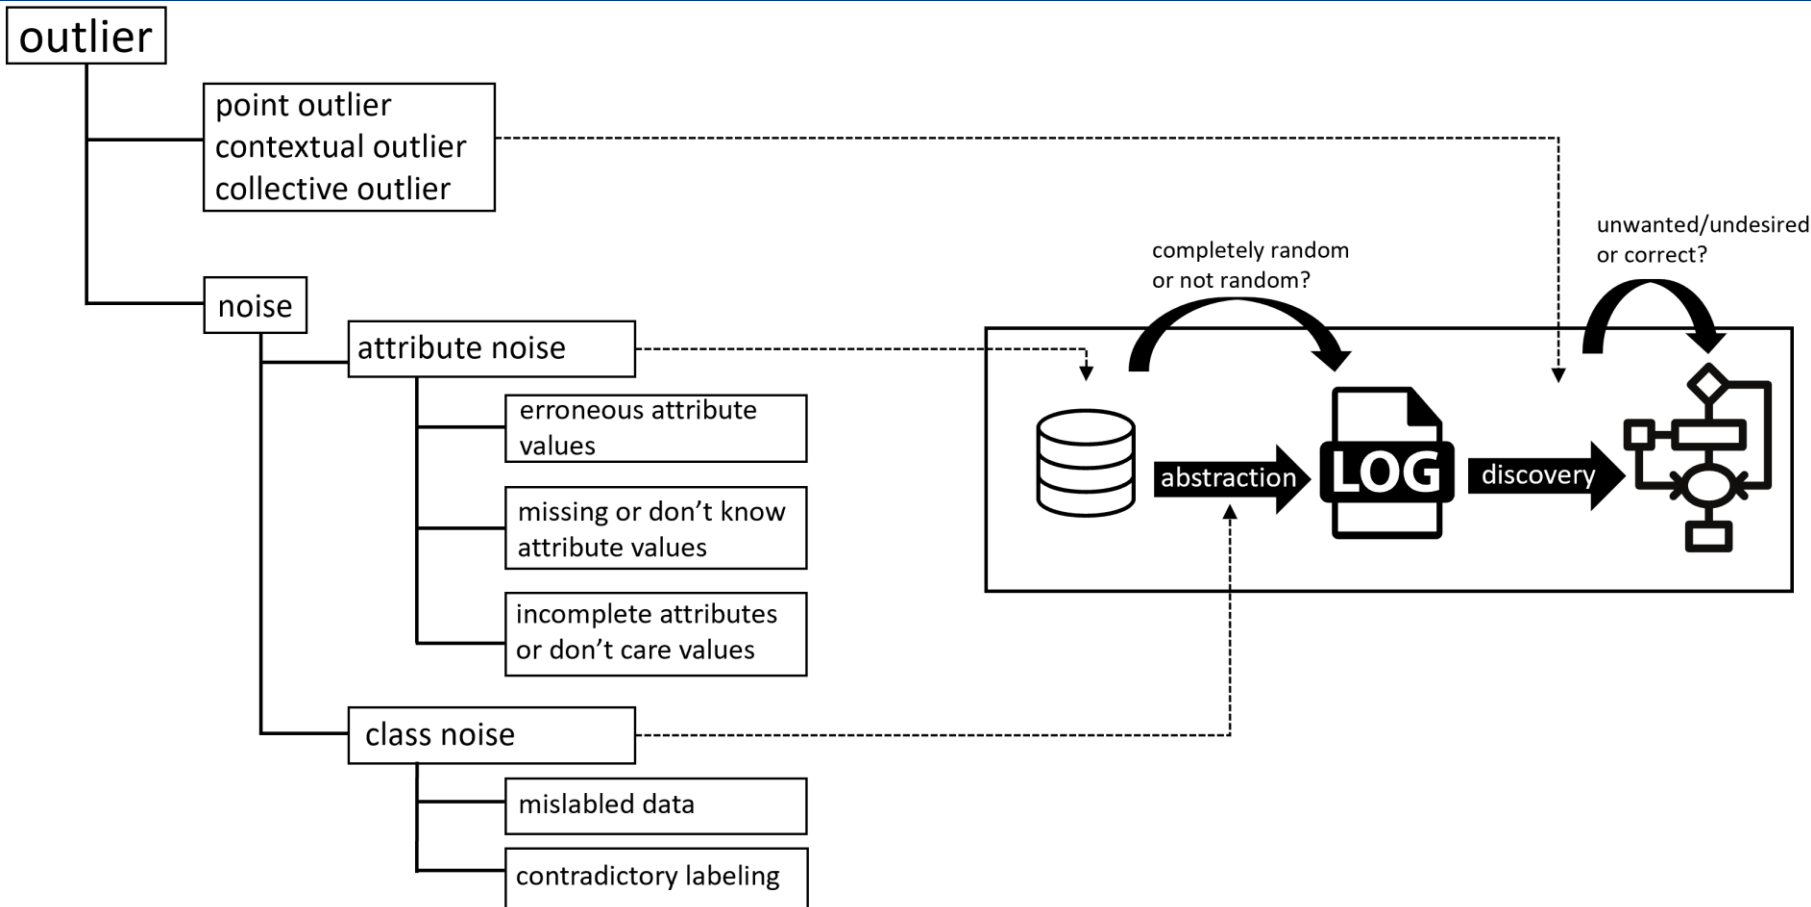 outlier
point outlier
contextual outlier
collective outlier
noise
attribute noise
erroneous attribute
values
missing or don't know
attribute values
incomplete attributes
or don't care values
class noise
mislabled data
contradictory labeling
completely random
or not random?
unwanted/undesired
or correct?
abstraction
LOG
discovery